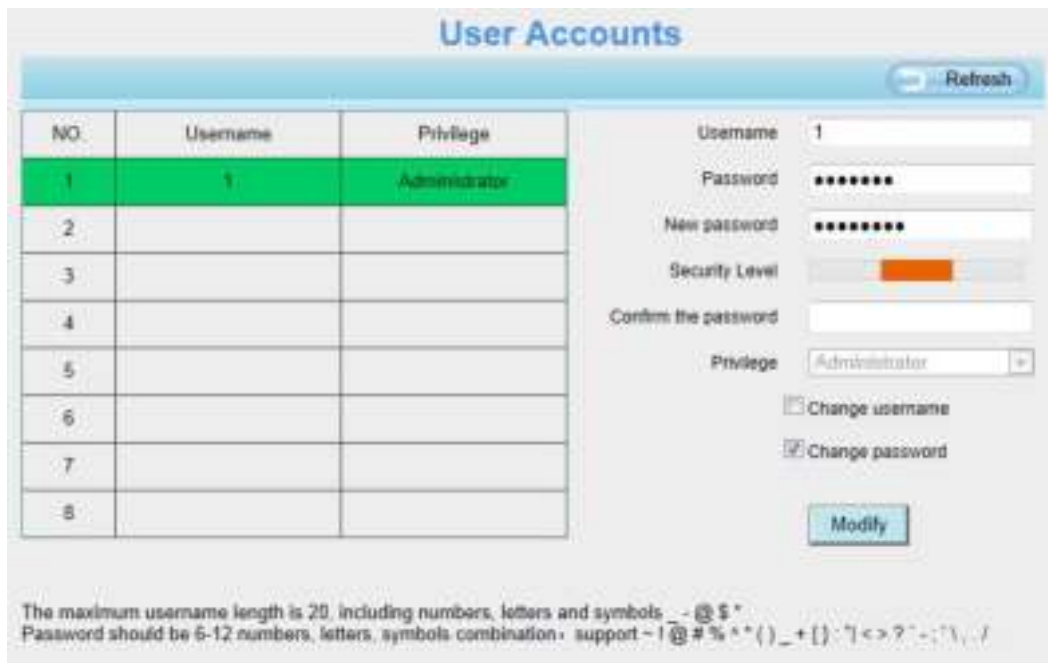 User Accounts
Refresh
NO. Username Privilege
1 1 Administrator
2
3
4
5
6
7
8
Username 1
Password •••••••
New password ••••••••
Security Level
Confirm the password
Privilege Administrator
Change username
Change password
Modify
The maximum username length is 20, including numbers, letters and symbols _ - @ $ *
Password should be 6-12 numbers, letters, symbols combination, support ~ ! @ # % ^ * ( ) _ + { } :